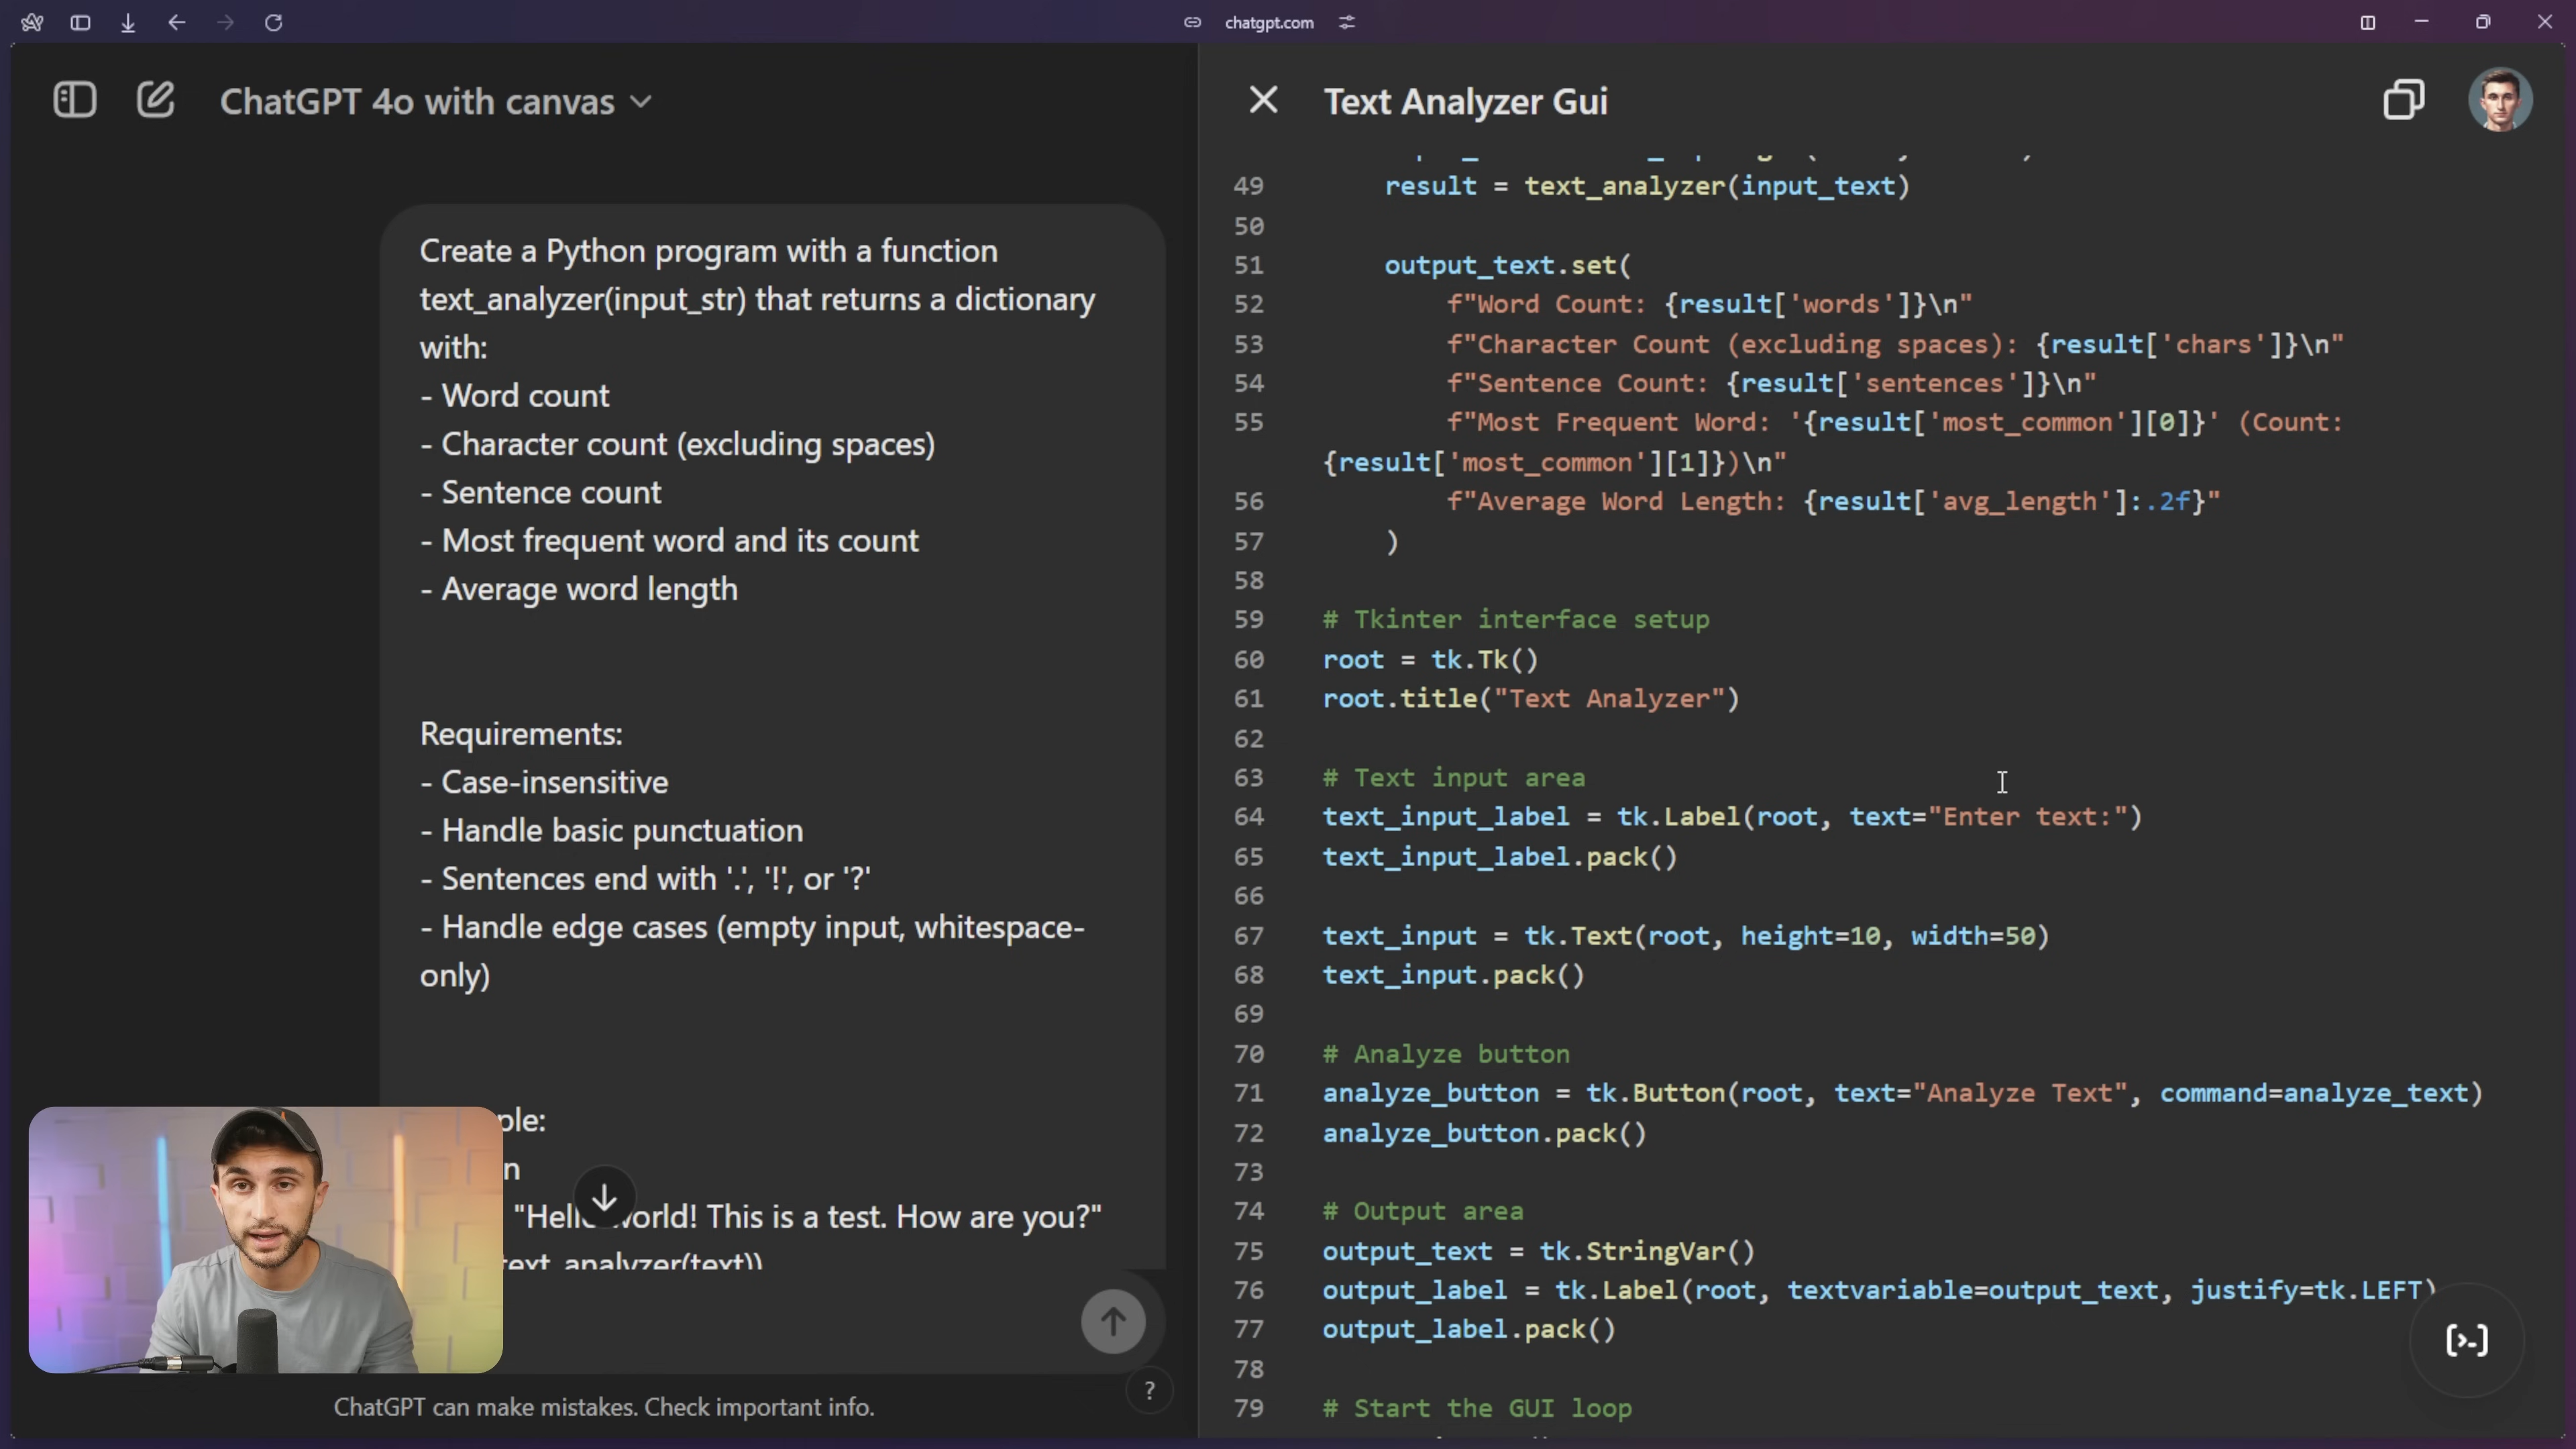 chatgpt.com
ChatGPT 4o with canvas
Create a Python program with a function
text_analyzer(input_str) that returns a dictionary
with:
- Word count
- Character count (excluding spaces)
- Sentence count
- Most frequent word and its count
- Average word length
Requirements:
- Case-insensitive
- Handle basic punctuation
- Sentences end with '.', '!', or '?'
- Handle edge cases (empty input, whitespace-
only)
ple:
n
"Hello world! This is a test. How are you?"
text_analyzer(text))
?
ChatGPT can make mistakes. Check important info.
Text Analyzer Gui
49 result = text_analyzer(input_text)
50
51 output_text.set(
52 f"Word Count: {result['words']}\n"
53 f"Character Count (excluding spaces): {result['chars']}\n"
54 f"Sentence Count: {result['sentences']}\n"
55 f"Most Frequent Word: '{result['most_common'][0]}' (Count:
{result['most_common'][1]})\n"
56 f"Average Word Length: {result['avg_length']:.2f}"
57 )
58
59 # Tkinter interface setup
60 root = tk.Tk()
61 root.title("Text Analyzer")
62
63 # Text input area
64 text_input_label = tk.Label(root, text="Enter text:")
65 text_input_label.pack()
66
67 text_input = tk.Text(root, height=10, width=50)
68 text_input.pack()
69
70 # Analyze button
71 analyze_button = tk.Button(root, text="Analyze Text", command=analyze_text)
72 analyze_button.pack()
73
74 # Output area
75 output_text = tk.StringVar()
76 output_label = tk.Label(root, textvariable=output_text, justify=tk.LEFT)
77 output_label.pack()
78
79 # Start the GUI loop